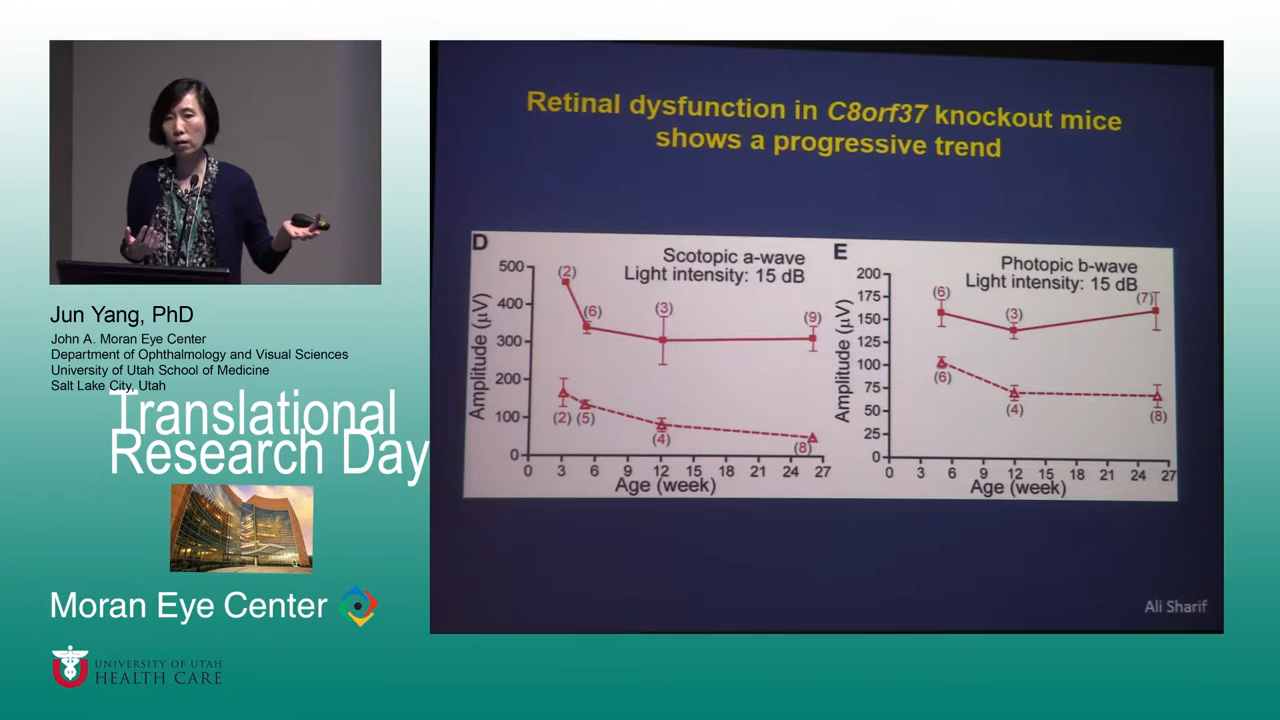 Retinal dysfunction in C8orf37 knockout mice
shows a progressive trend
D
Scotopic a-wave
Light intensity: 15 dB
500
400
300
200
100
0
Amplitude (µV)
(2)
(6)
(3)
(9)
(2)
(5)
(4)
(8)
0 3 6 9 12 15 18 21 24 27
Age (week)
E
Photopic b-wave
Light intensity: 15 dB
200
175
150
125
100
75
50
25
0
Amplitude (µV)
(6)
(3)
(7)
(6)
(4)
(8)
0 3 6 9 12 15 18 21 24 27
Age (week)
Ali Sharif
Jun Yang, PhD
John A. Moran Eye Center
Department of Ophthalmology and Visual Sciences
University of Utah School of Medicine
Salt Lake City, Utah
Translational
Research Day
Moran Eye Center
U
UNIVERSITY OF UTAH
HEALTH CARE